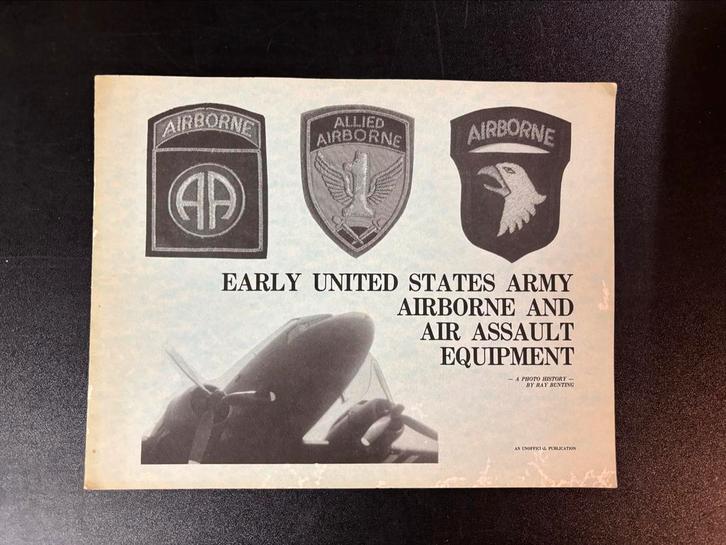 AIRBORNE
AA
ALLIED
AIRBORNE
1
AIRBORNE
EARLY UNITED STATES ARMY
AIRBORNE AND
AIR ASSAULT
EQUIPMENT
— A PHOTO HISTORY —
BY RAY BUNTING
AN UNOFFICIAL PUBLICATION